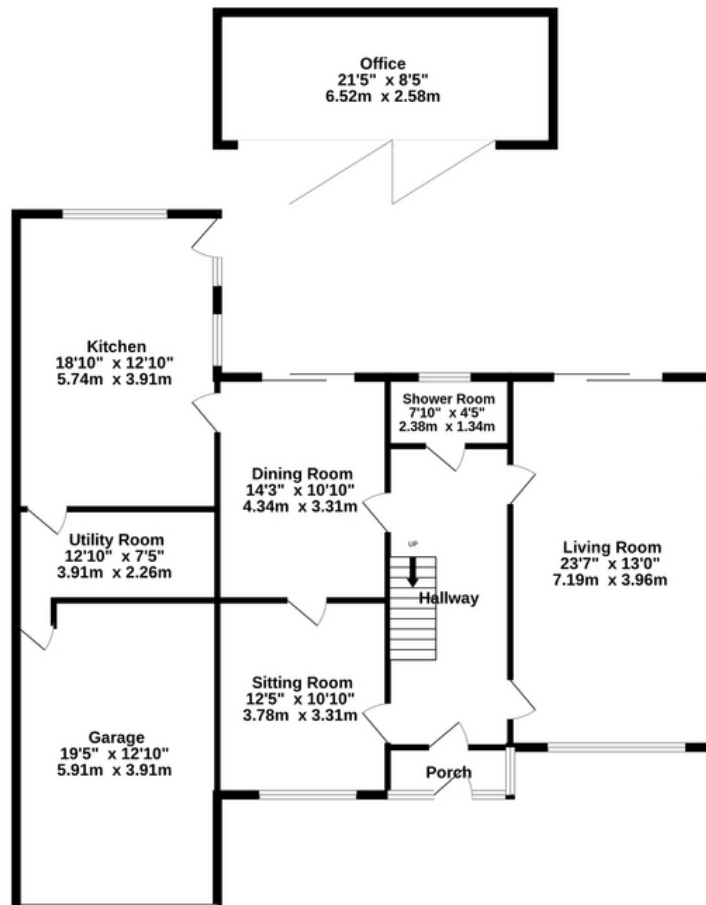 Office
21'5" x 8'5"
6.52m x 2.58m
Kitchen
18'10" x 12'10"
5.74m x 3.91m
Shower Room
7'10" x 4'5"
2.38m x 1.34m
Dining Room
14'3" x 10'10"
4.34m x 3.31m
Utility Room
12'10" x 7'5"
3.91m x 2.26m
UP
Hallway
Living Room
23'7" x 13'0"
7.19m x 3.96m
Sitting Room
12'5" x 10'10"
3.78m x 3.31m
Garage
19'5" x 12'10"
5.91m x 3.91m
Porch